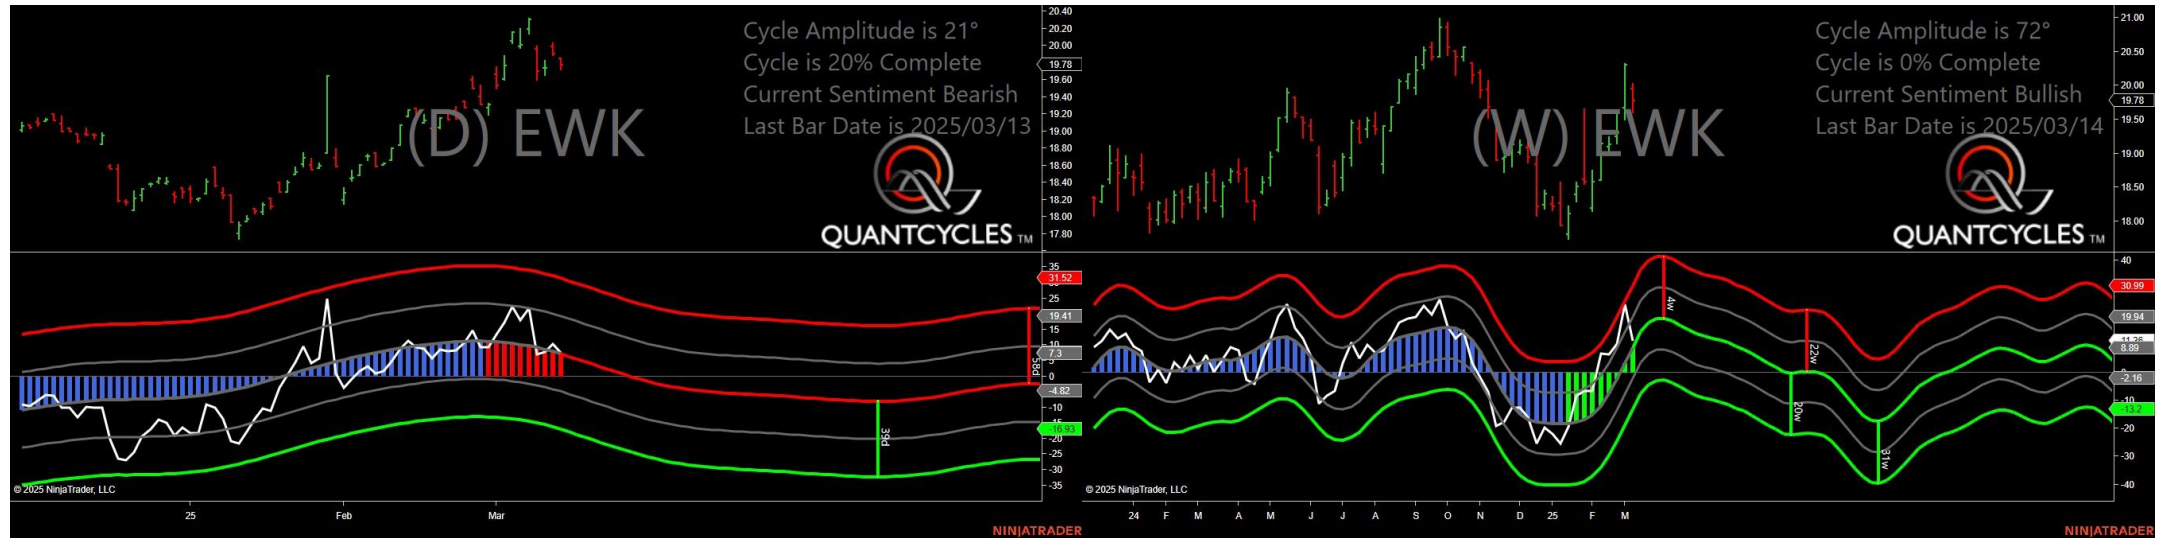 Cycle Amplitude is 21°
Cycle is 20% Complete
Current Sentiment Bearish
Last Bar Date is 2025/03/13
(D) EWK
QUANTCYCLES TM
20.40
20.20
20.00
19.78
19.60
19.40
19.20
19.00
18.80
18.60
18.40
18.20
18.00
17.80
35
31.52
25
19.41
15
10
7.3
0
-4.82
-10
-16.93
-20
-25
-30
-35
58d
39d
© 2025 NinjaTrader, LLC
25 Feb Mar
NINJATRADER
Cycle Amplitude is 72°
Cycle is 0% Complete
Current Sentiment Bullish
Last Bar Date is 2025/03/14
(W) EWK
QUANTCYCLES TM
21.00
20.50
20.00
19.78
19.50
19.00
18.50
18.00
40
30.99
19.94
11.26
8.89
-2.16
-10
-13.2
-20
-30
-40
4w
22w
20w
31w
© 2025 NinjaTrader, LLC
24 F M A M J J A S O N D 25 F M
NINJATRADER